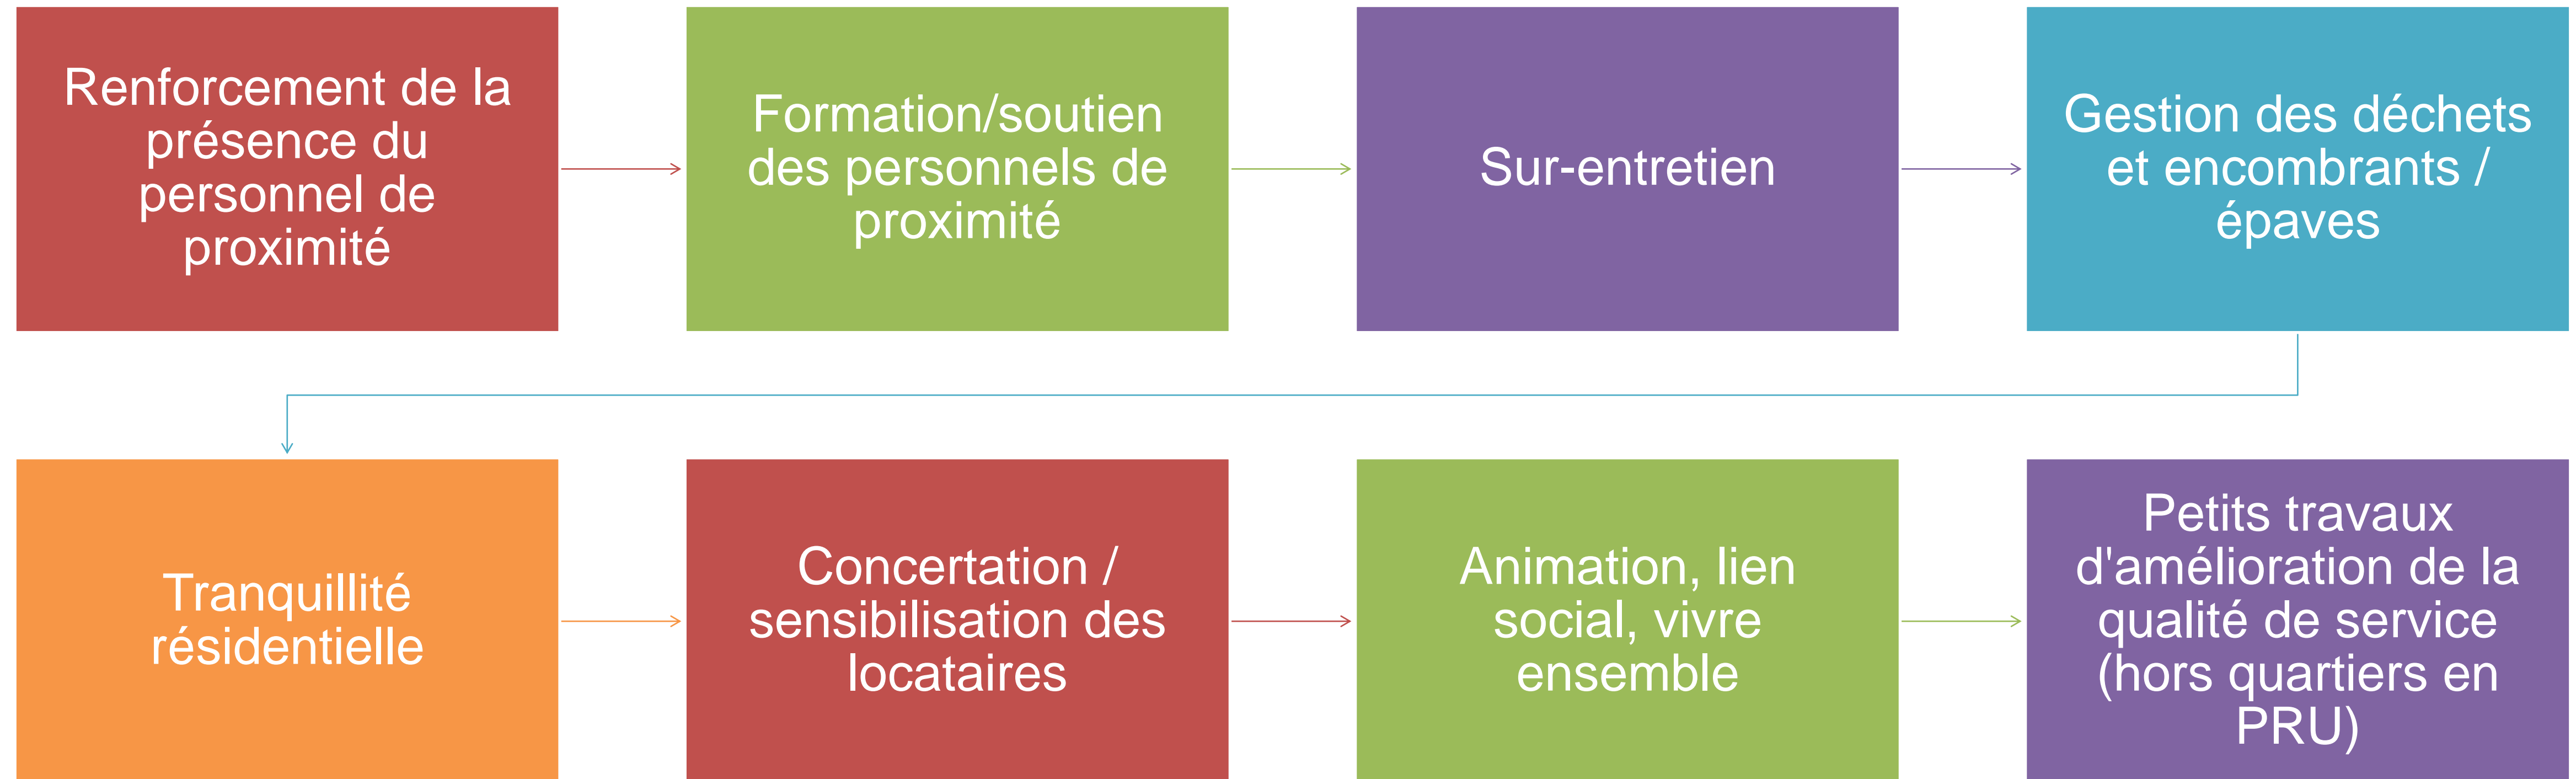 Renforcement de la
présence du
personnel de
proximité
Formation/soutien
des personnels de
proximité
Sur-entretien
Gestion des déchets
et encombrants /
épaves
Tranquillité
résidentielle
Concertation /
sensibilisation des
locataires
Animation, lien
social, vivre
ensemble
Petits travaux
d'amélioration de la
qualité de service
(hors quartiers en
PRU)